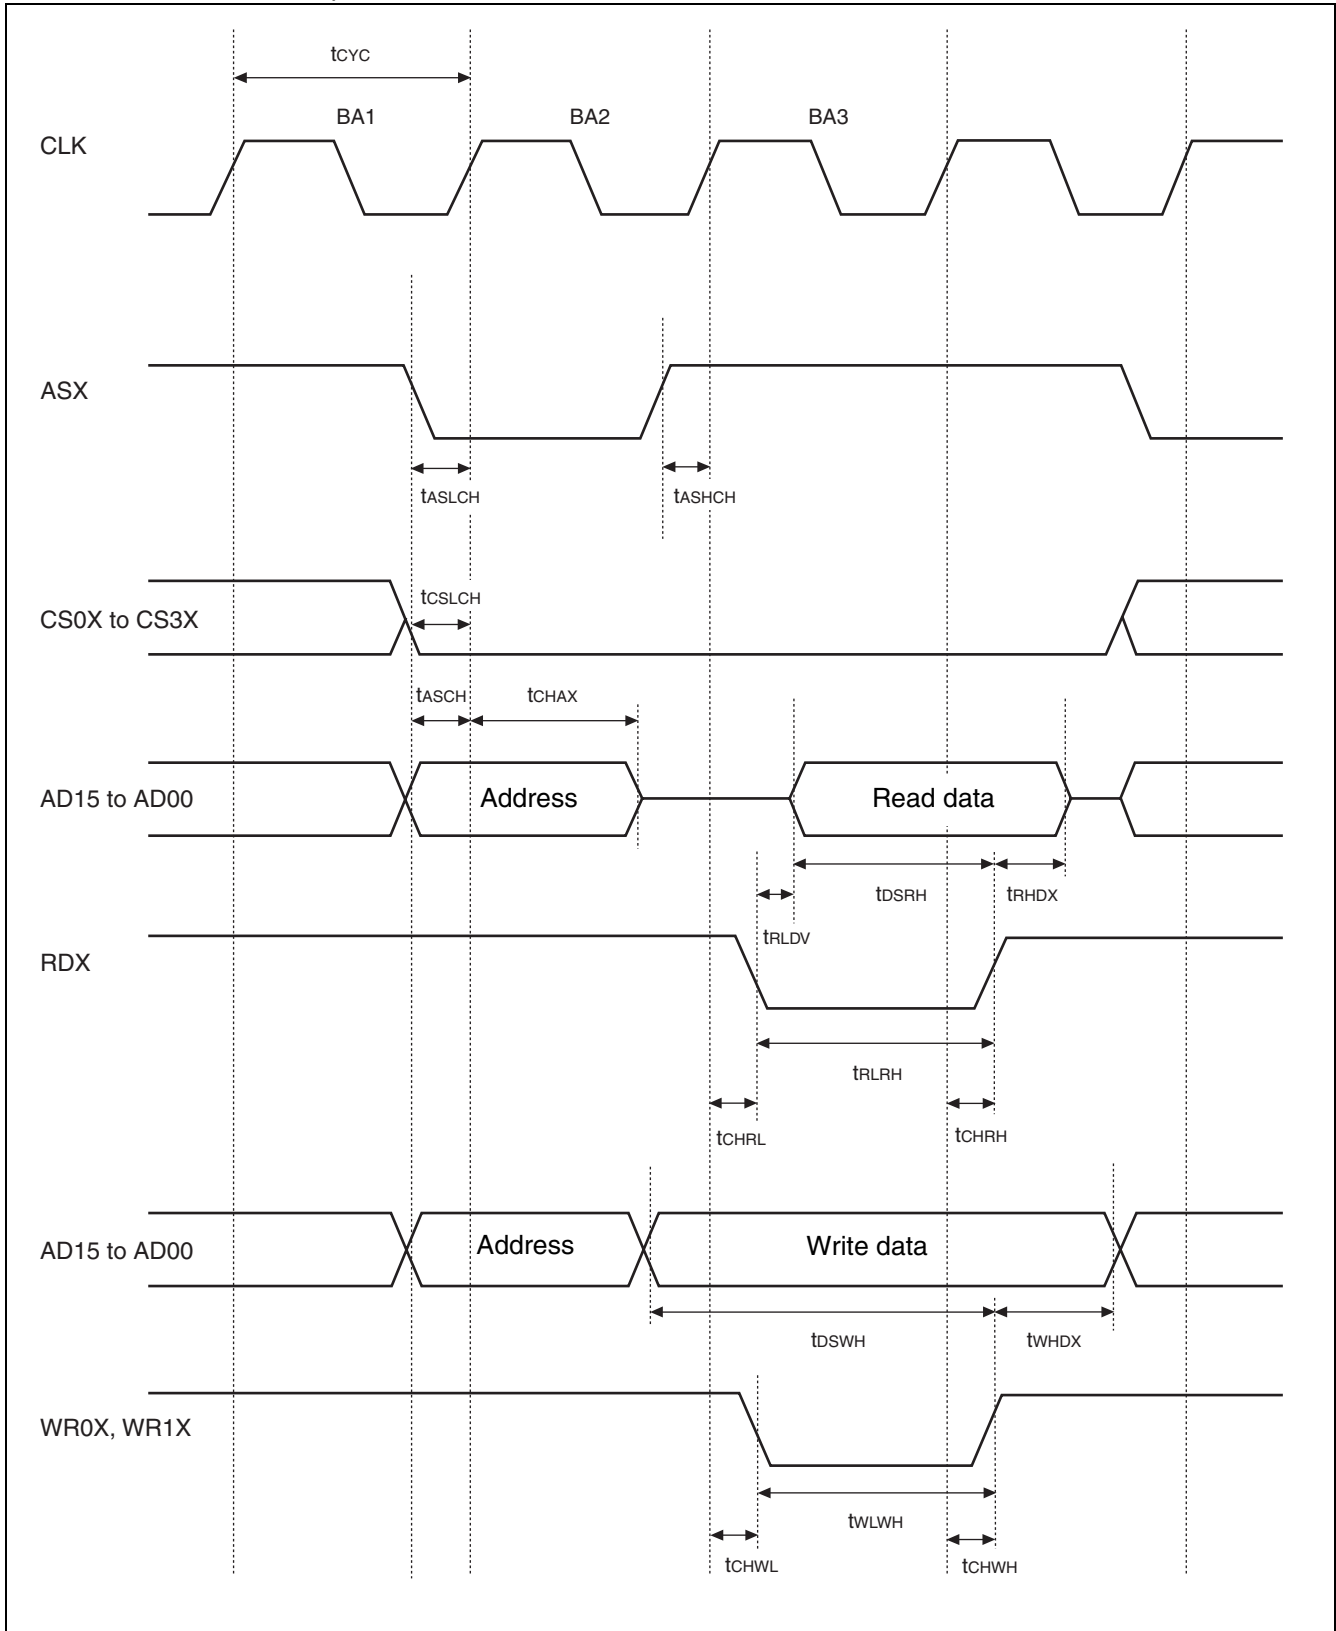 tCYC
BA1 BA2 BA3
CLK
ASX
tASLCH tASHCH
tCSLCH
CS0X to CS3X
tASCH tCHAX
AD15 to AD00 Address Read data
tDSRH tRHDX
tRLDV
RDX
tRLRH
tCHRL tCHRH
AD15 to AD00 Address Write data
tDSWH tWHDX
WR0X, WR1X
tWLWH
tCHWL tCHWH